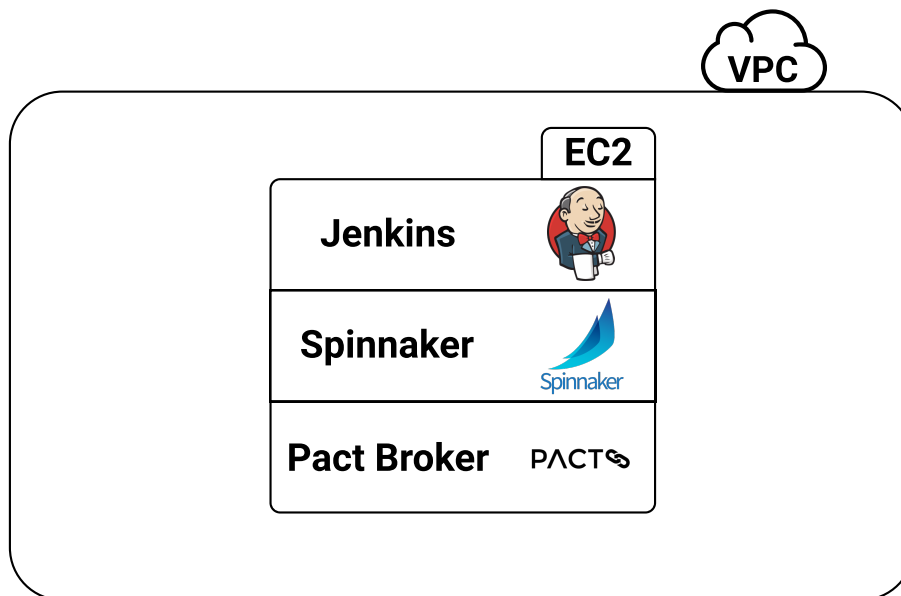 VPC
EC2
Jenkins
Spinnaker
Spinnaker
Pact Broker
PACT